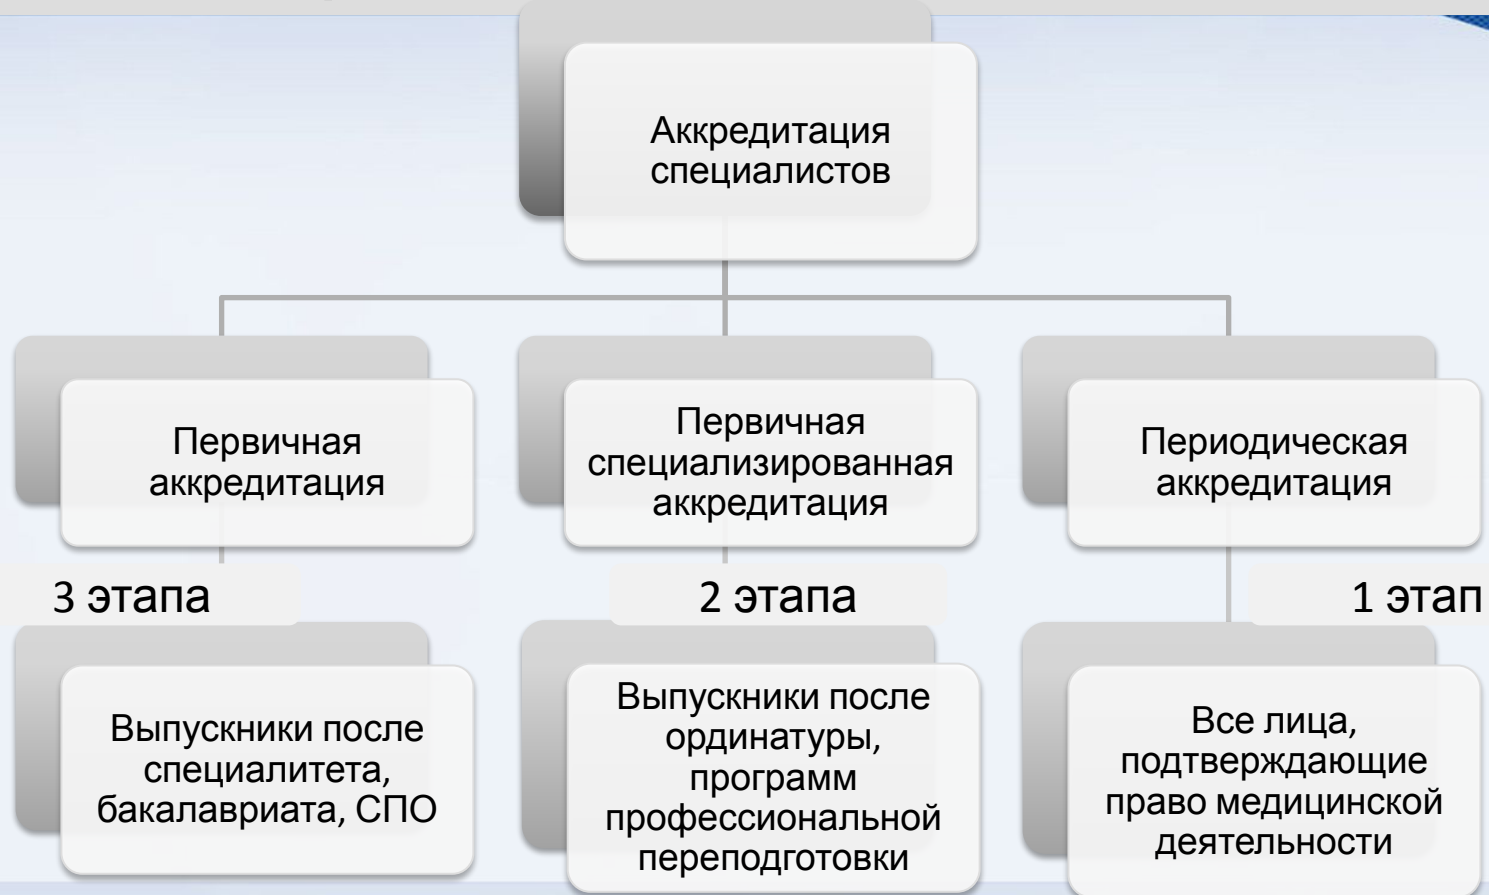 Аккредитация
специалистов
Первичная
аккредитация
Первичная
специализированная
аккредитация
Периодическая
аккредитация
3 этапа
2 этапа
1 этап
Выпускники после
специалитета,
бакалавриата, СПО
Выпускники после
ординатуры,
программ
профессиональной
переподготовки
Все лица,
подтверждающие
право медицинской
деятельности